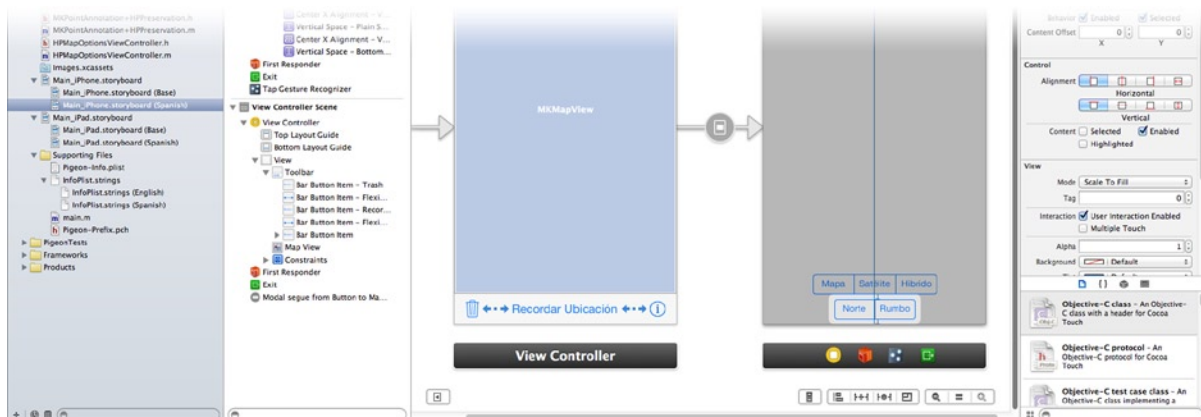 MKPointAnnotation+HPPreservation.h
MKPointAnnotation+HPPreservation.m
HPMapOptionsViewController.h
HPMapOptionsViewController.m
Images.xcassets
Main_iPhone.storyboard
Main_iPhone.storyboard (Base)
Main_iPhone.storyboard (Spanish)
Main_iPad.storyboard
Main_iPad.storyboard (Base)
Main_iPad.storyboard (Spanish)
Supporting Files
Pigeon-Info.plist
InfoPlist.strings
InfoPlist.strings (English)
InfoPlist.strings (Spanish)
main.m
Pigeon-Prefix.pch
PigeonTests
Frameworks
Products
Center X Alignment - V...
Vertical Space - Plain S...
Center X Alignment - V...
Vertical Space - Bottom...
First Responder
Exit
Tap Gesture Recognizer
View Controller Scene
View Controller
Top Layout Guide
Bottom Layout Guide
View
Toolbar
Bar Button Item - Trash
Bar Button Item - Flexi...
Bar Button Item - Recor...
Bar Button Item - Flexi...
Bar Button Item
Map View
Constraints
First Responder
Exit
Modal segue from Button to Ma...
MKMapView
Recordar Ubicación
View Controller
Mapa Satélite Híbrido
Norte Rumbo
Behavior Enabled Selected
Content Offset 0 0
X Y
Control
Alignment
Horizontal
Vertical
Content Selected Enabled
Highlighted
View
Mode Scale To Fill
Tag 0
Interaction User Interaction Enabled
Multiple Touch
Alpha 1
Background Default
Default
Objective-C class - An Objective-
C class with a header for Cocoa
Touch
Objective-C protocol - An
Objective-C protocol for Cocoa
Touch
Objective-C test case class - An
Objective-C class implementing a